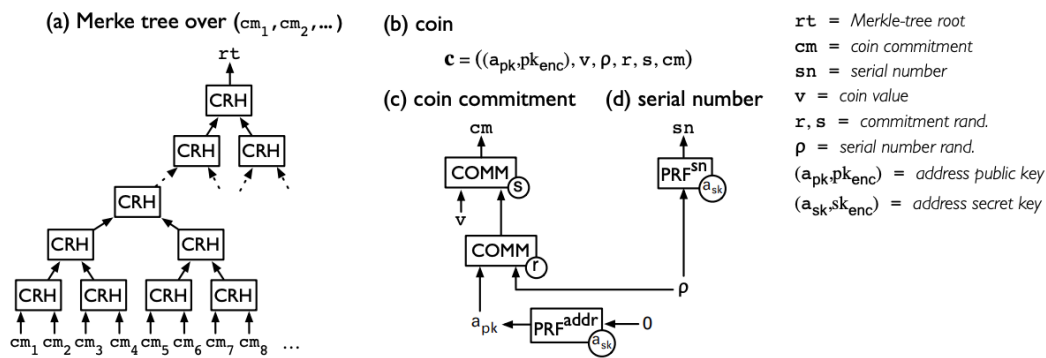 (a) Merke tree over (cm1,cm2,…)
rt
CRH
CRH CRH
CRH
CRH CRH
CRH CRH CRH CRH
cm1 cm2 cm3 cm4 cm5 cm6 cm7 cm8 ...
(b) coin
c = ((apk,pkenc), v, ρ, r, s, cm)
(c) coin commitment
cm
COMM
s
v
COMM
r
apk
PRFaddr
ask
0
(d) serial number
sn
PRFsn
ask
ρ
rt = Merkle-tree root
cm = coin commitment
sn = serial number
v = coin value
r, s = commitment rand.
ρ = serial number rand.
(apk,pkenc) = address public key
(ask,skenc) = address secret key